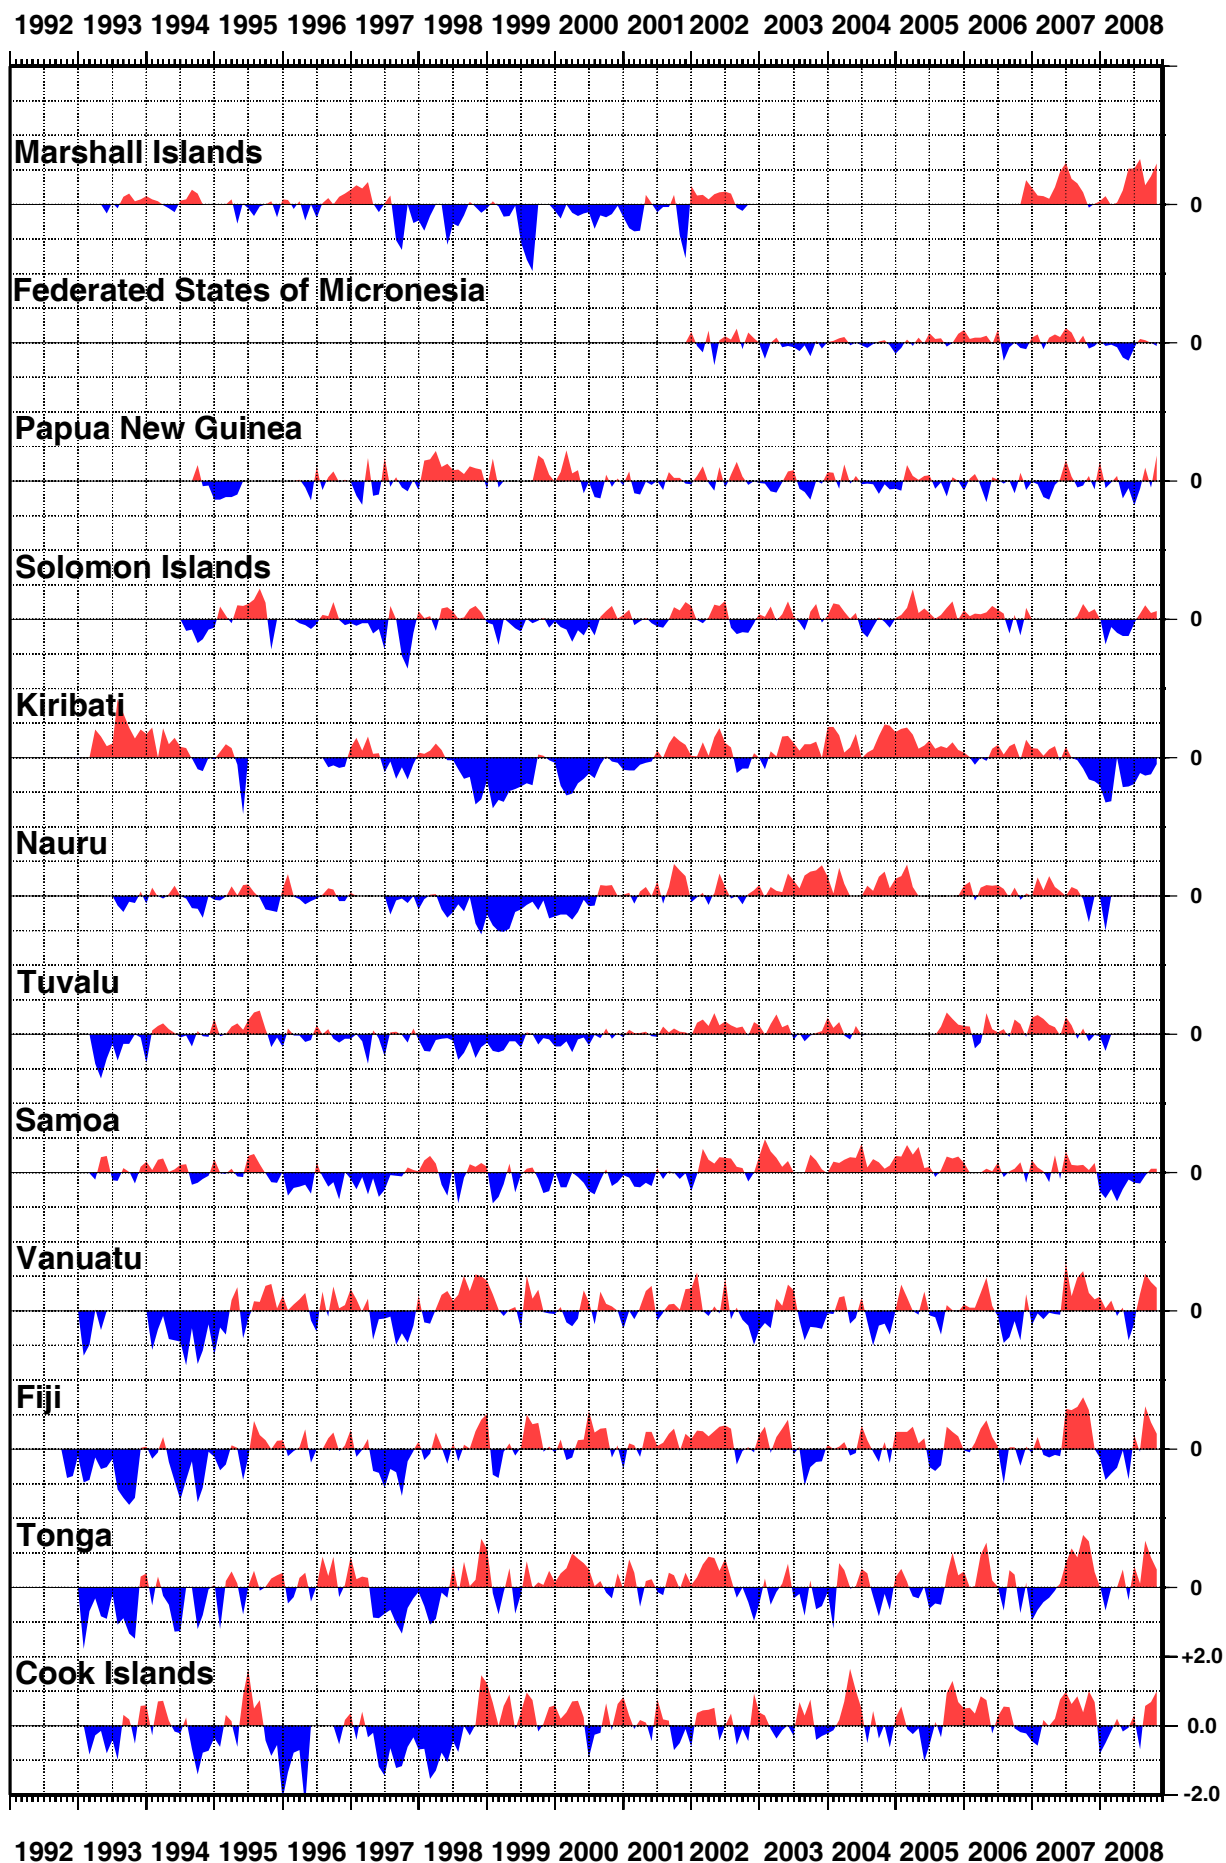 1992 1993 1994 1995 1996 1997 1998 1999 2000 2001 2002 2003 2004 2005 2006 2007 2008
Marshall Islands
0
Federated States of Micronesia
0
Papua New Guinea
0
Solomon Islands
0
Kiribati
0
Nauru
0
Tuvalu
0
Samoa
0
Vanuatu
0
Fiji
0
Tonga
0
+2.0
Cook Islands
0.0
-2.0
1992 1993 1994 1995 1996 1997 1998 1999 2000 2001 2002 2003 2004 2005 2006 2007 2008